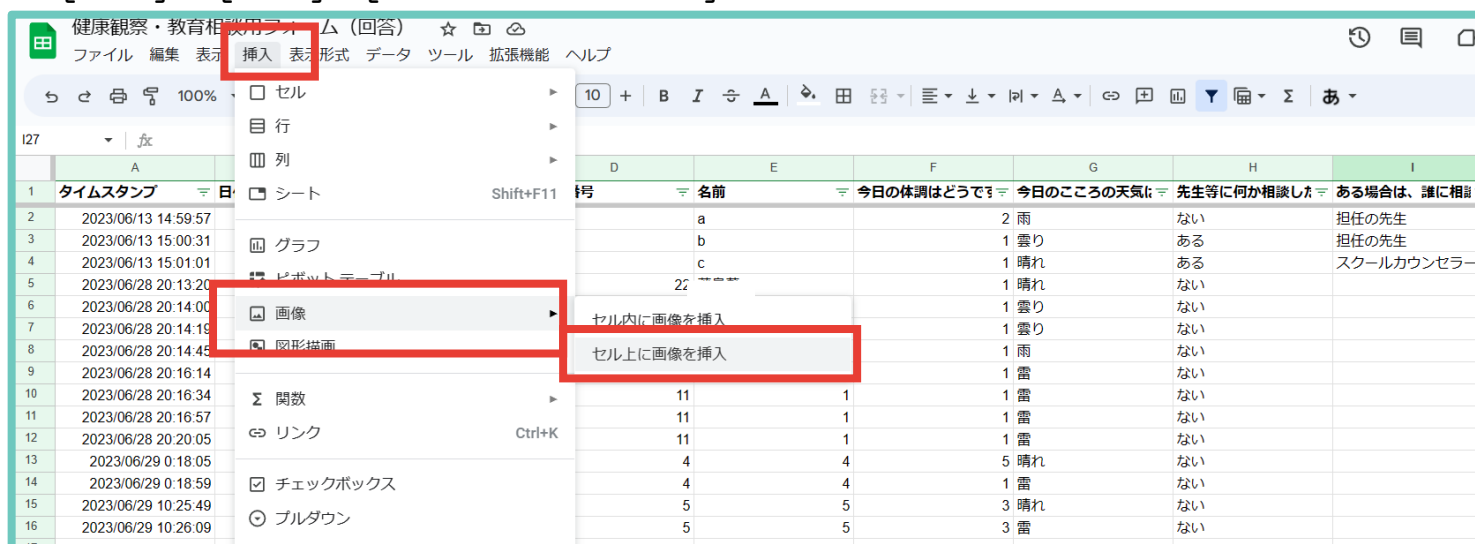 健康観察・教育相談用フォーム（回答）
ファイル 編集 表示 挿入 表示形式 データ ツール 拡張機能 ヘルプ
100% 10 + B I A Σ あ
I27 fx
A D E F G H I
1 タイムスタンプ 番号 名前 今日の体調はどうです 今日のこころの天気は 先生等に何か相談した ある場合は、誰に相談
2 2023/06/13 14:59:57 a 2 雨 ない 担任の先生
3 2023/06/13 15:00:31 b 1 雲り ある 担任の先生
4 2023/06/13 15:01:01 c 1 晴れ ある スクールカウンセラー
5 2023/06/28 20:13:20 22 1 晴れ ない
6 2023/06/28 20:14:00 1 雲り ない
7 2023/06/28 20:14:19 1 雲り ない
8 2023/06/28 20:14:45 1 雨 ない
9 2023/06/28 20:16:14 1 雷 ない
10 2023/06/28 20:16:34 11 1 1 雷 ない
11 2023/06/28 20:16:57 11 1 1 雷 ない
12 2023/06/28 20:20:05 11 1 1 雷 ない
13 2023/06/29 0:18:05 4 4 5 晴れ ない
14 2023/06/29 0:18:59 4 4 1 雷 ない
15 2023/06/29 10:25:49 5 5 3 晴れ ない
16 2023/06/29 10:26:09 5 5 3 雷 ない
セル
行
列
シート Shift+F11
グラフ
ピボットテーブル
画像
図形描画
関数
リンク Ctrl+K
チェックボックス
プルダウン
セル内に画像を挿入
セル上に画像を挿入